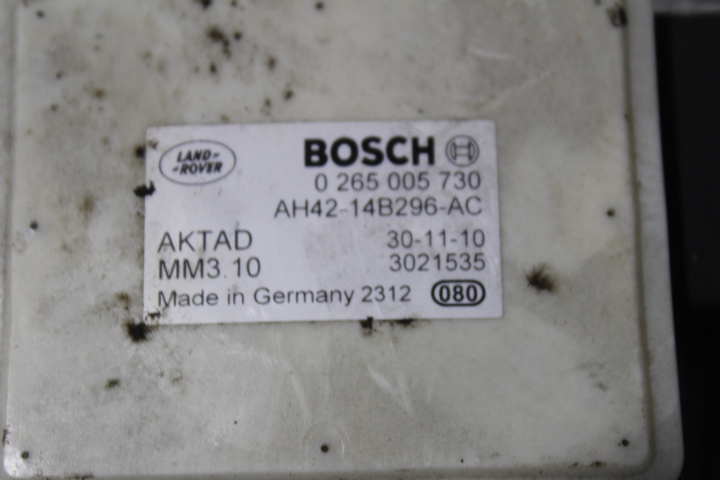 LAND-
-ROVER
BOSCH
0 265 005 730
AH42-14B296-AC
AKTAD 30-11-10
MM3.10 3021535
Made in Germany 2312 080